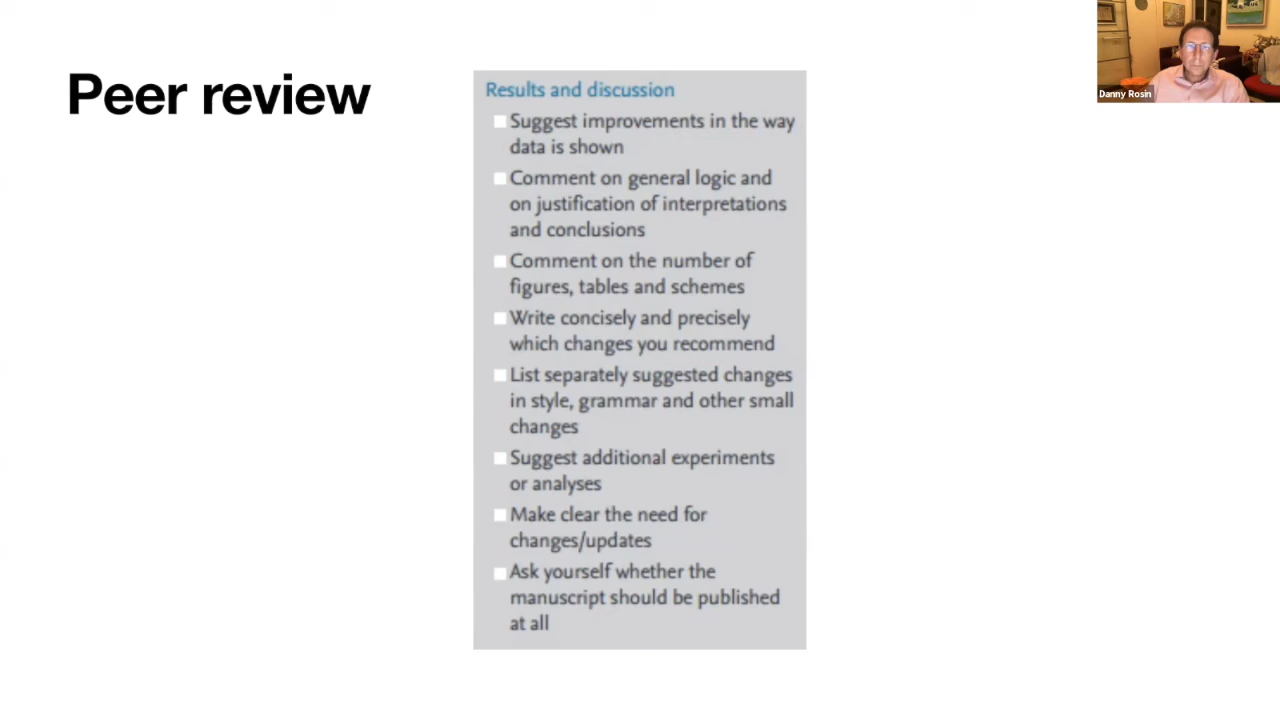 Peer review
Results and discussion
Suggest improvements in the way
data is shown
Comment on general logic and
on justification of interpretations
and conclusions
Comment on the number of
figures, tables and schemes
Write concisely and precisely
which changes you recommend
List separately suggested changes
in style, grammar and other small
changes
Suggest additional experiments
or analyses
Make clear the need for
changes/updates
Ask yourself whether the
manuscript should be published
at all
Danny Rosin